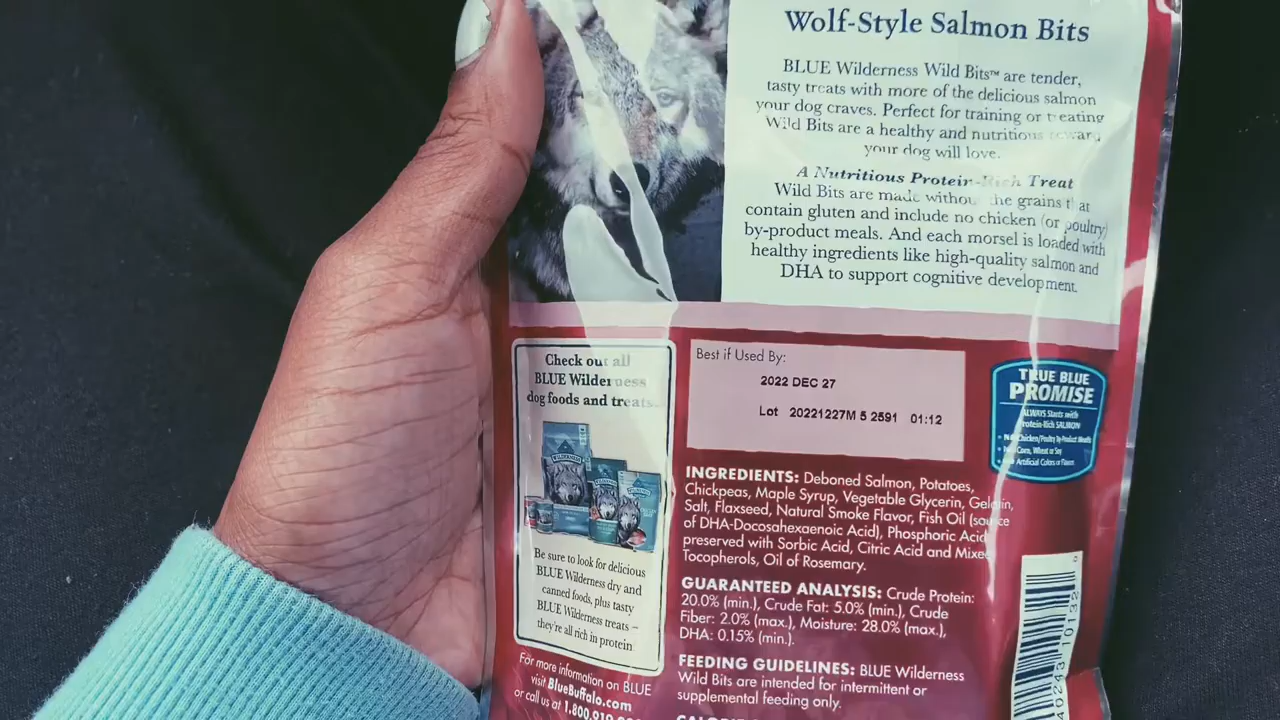 Wolf-Style Salmon Bits
BLUE Wilderness Wild Bits™ are tender,
tasty treats with more of the delicious salmon
your dog craves. Perfect for training or treating
Wild Bits are a healthy and nutritious reward
your dog will love.
A Nutritious Protein-Rich Treat
Wild Bits are made without the grains that
contain gluten and include no chicken (or poultry)
by-product meals. And each morsel is loaded with
healthy ingredients like high-quality salmon and
DHA to support cognitive development.
Check out all
BLUE Wilderness
dog foods and treats.
WILDERNESS
Be sure to look for delicious
BLUE Wilderness dry and
canned foods, plus tasty
BLUE Wilderness treats –
they're all rich in protein
For more information on BLUE
visit BlueBuffalo.com
or call us at 1.800.919
Best if Used By:
2022 DEC 27
Lot 20221227M 5 2591 01:12
TRUE BLUE
PROMISE
ALWAYS Starts with
Protein-Rich SALMON
• No Chicken/Poultry By-Product Meals
• No Corn, Wheat or Soy
• No Artificial Colors or Flavors
INGREDIENTS: Deboned Salmon, Potatoes,
Chickpeas, Maple Syrup, Vegetable Glycerin, Gelatin,
Salt, Flaxseed, Natural Smoke Flavor, Fish Oil (source
of DHA-Docosahexaenoic Acid), Phosphoric Acid
preserved with Sorbic Acid, Citric Acid and Mixed
Tocopherols, Oil of Rosemary.
GUARANTEED ANALYSIS: Crude Protein:
20.0% (min.), Crude Fat: 5.0% (min.), Crude
Fiber: 2.0% (max.), Moisture: 28.0% (max.),
DHA: 0.15% (min.).
FEEDING GUIDELINES: BLUE Wilderness
Wild Bits are intended for intermittent or
supplemental feeding only.
40243 10132